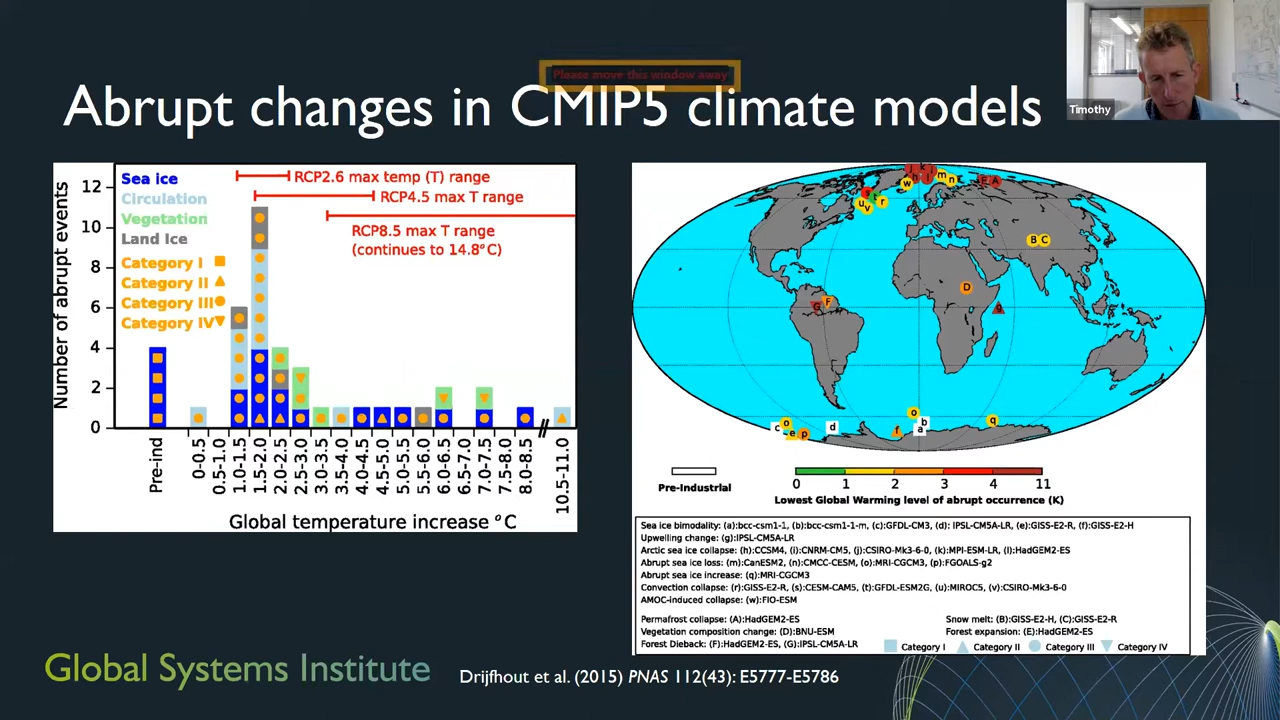 Please move this window away
Abrupt changes in CMIP5 climate models
Timothy
Number of abrupt events
12
10
8
6
4
2
0
Sea ice
Circulation
Vegetation
Land Ice
Category I
Category II
Category III
Category IV
RCP2.6 max temp (T) range
RCP4.5 max T range
RCP8.5 max T range
(continues to 14.8°C)
Pre-ind
0-0.5
0.5-1.0
1.0-1.5
1.5-2.0
2.0-2.5
2.5-3.0
3.0-3.5
3.5-4.0
4.0-4.5
4.5-5.0
5.0-5.5
5.5-6.0
6.0-6.5
6.5-7.0
7.0-7.5
7.5-8.0
8.0-8.5
10.5-11.0
Global temperature increase °C
w
m
n
r
u
v
B C
D
F
G
c
o
e
p
d
f
o
b
a
q
Pre-Industrial
0 1 2 3 4 11
Lowest Global Warming level of abrupt occurrence (K)
Sea ice bimodality: (a):bcc-csm1-1, (b):bcc-csm1-1-m, (c):GFDL-CM3, (d): IPSL-CM5A-LR, (e):GISS-E2-R, (f):GISS-E2-H
Upwelling change: (g):IPSL-CM5A-LR
Arctic sea ice collapse: (h):CCSM4, (i):CNRM-CM5, (j):CSIRO-Mk3-6-0, (k):MPI-ESM-LR, (l):HadGEM2-ES
Abrupt sea ice loss: (m):CanESM2, (n):CMCC-CESM, (o):MRI-CGCM3, (p):FGOALS-g2
Abrupt sea ice increase: (q):MRI-CGCM3
Convection collapse: (r):GISS-E2-R, (s):CESM-CAM5, (t):GFDL-ESM2G, (u):MIROC5, (v):CSIRO-Mk3-6-0
AMOC-induced collapse: (w):FIO-ESM
Permafrost collapse: (A):HadGEM2-ES
Snow melt: (B):GISS-E2-H, (C):GISS-E2-R
Vegetation composition change: (D):BNU-ESM
Forest expansion: (E):HadGEM2-ES
Forest Dieback: (F):HadGEM2-ES, (G):IPSL-CM5A-LR
Category I Category II Category III Category IV
Global Systems Institute
Drijfhout et al. (2015) PNAS 112(43): E5777-E5786